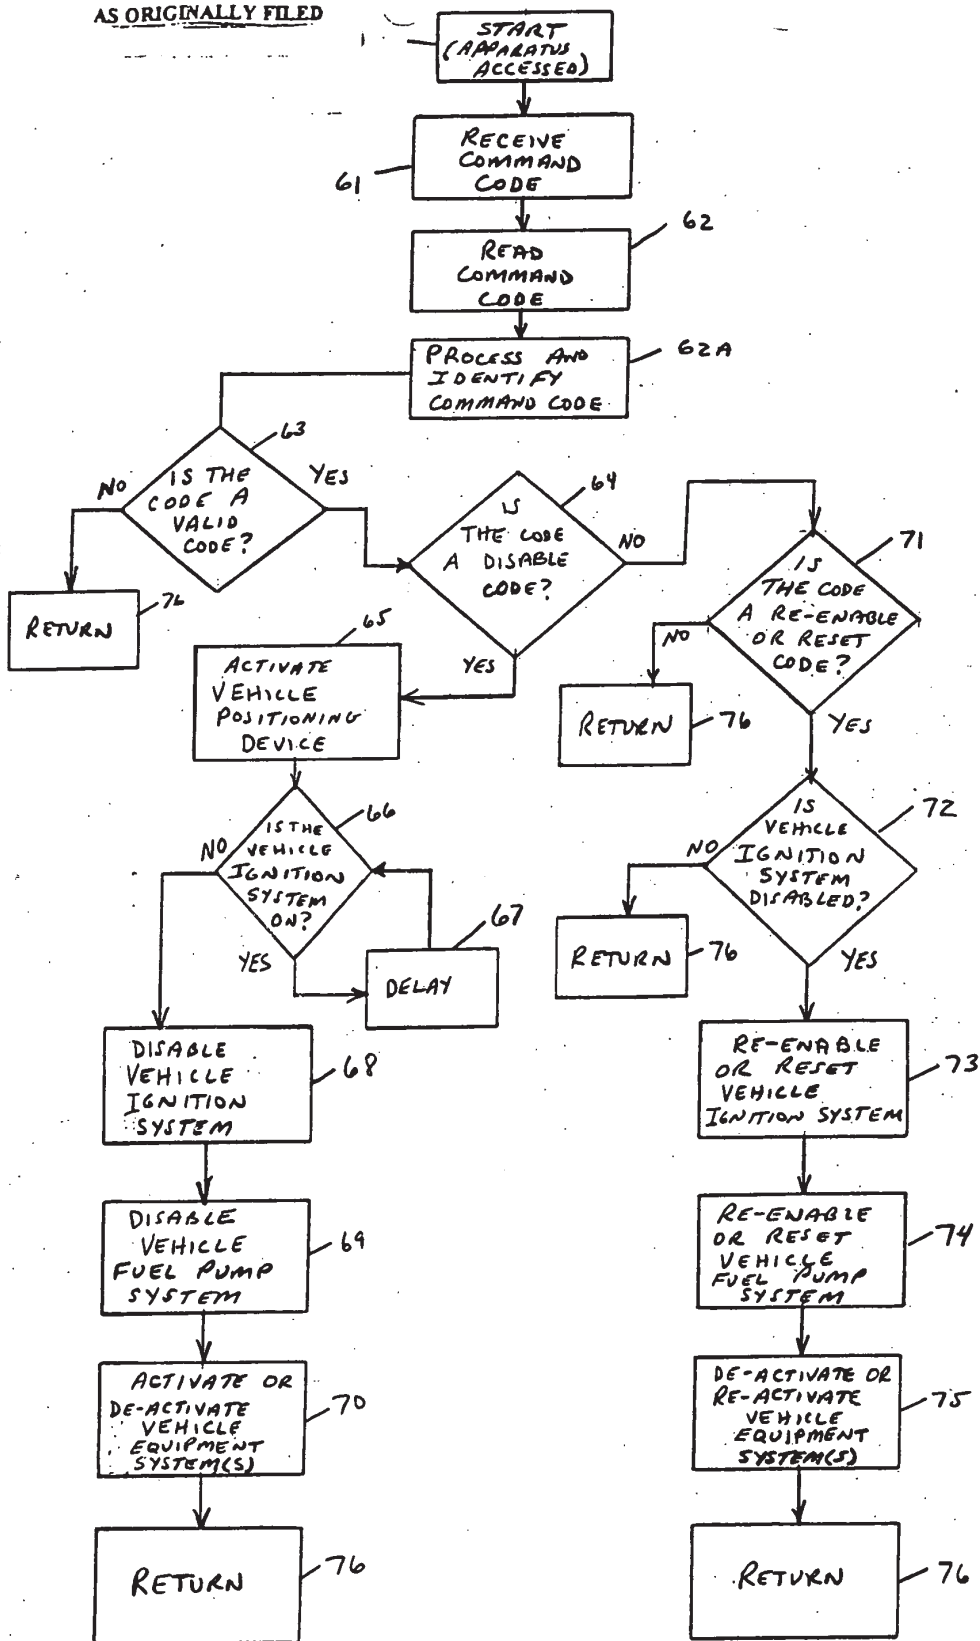 AS ORIGINALLY FILED
START
(APPARATUS
ACCESSED)
RECEIVE
COMMAND
CODE
61
62
READ
COMMAND
CODE
PROCESS AND
IDENTIFY
COMMAND CODE
62A
63
IS THE
CODE A
VALID
CODE?
NO
YES
RETURN
76
64
IS
THE CODE
A DISABLE
CODE?
NO
YES
71
IS
THE CODE
A RE-ENABLE
OR RESET
CODE?
NO
YES
RETURN
76
65
ACTIVATE
VEHICLE
POSITIONING
DEVICE
66
IS THE
VEHICLE
IGNITION
SYSTEM
ON?
NO
YES
67
DELAY
72
IS
VEHICLE
IGNITION
SYSTEM
DISABLED?
NO
YES
RETURN
76
DISABLE
VEHICLE
IGNITION
SYSTEM
68
RE-ENABLE
OR RESET
VEHICLE
IGNITION SYSTEM
73
DISABLE
VEHICLE
FUEL PUMP
SYSTEM
69
RE-ENABLE
OR RESET
VEHICLE
FUEL PUMP
SYSTEM
74
ACTIVATE OR
DE-ACTIVATE
VEHICLE
EQUIPMENT
SYSTEM(S)
70
DE-ACTIVATE OR
RE-ACTIVATE
VEHICLE
EQUIPMENT
SYSTEM(S)
75
RETURN
76
RETURN
76